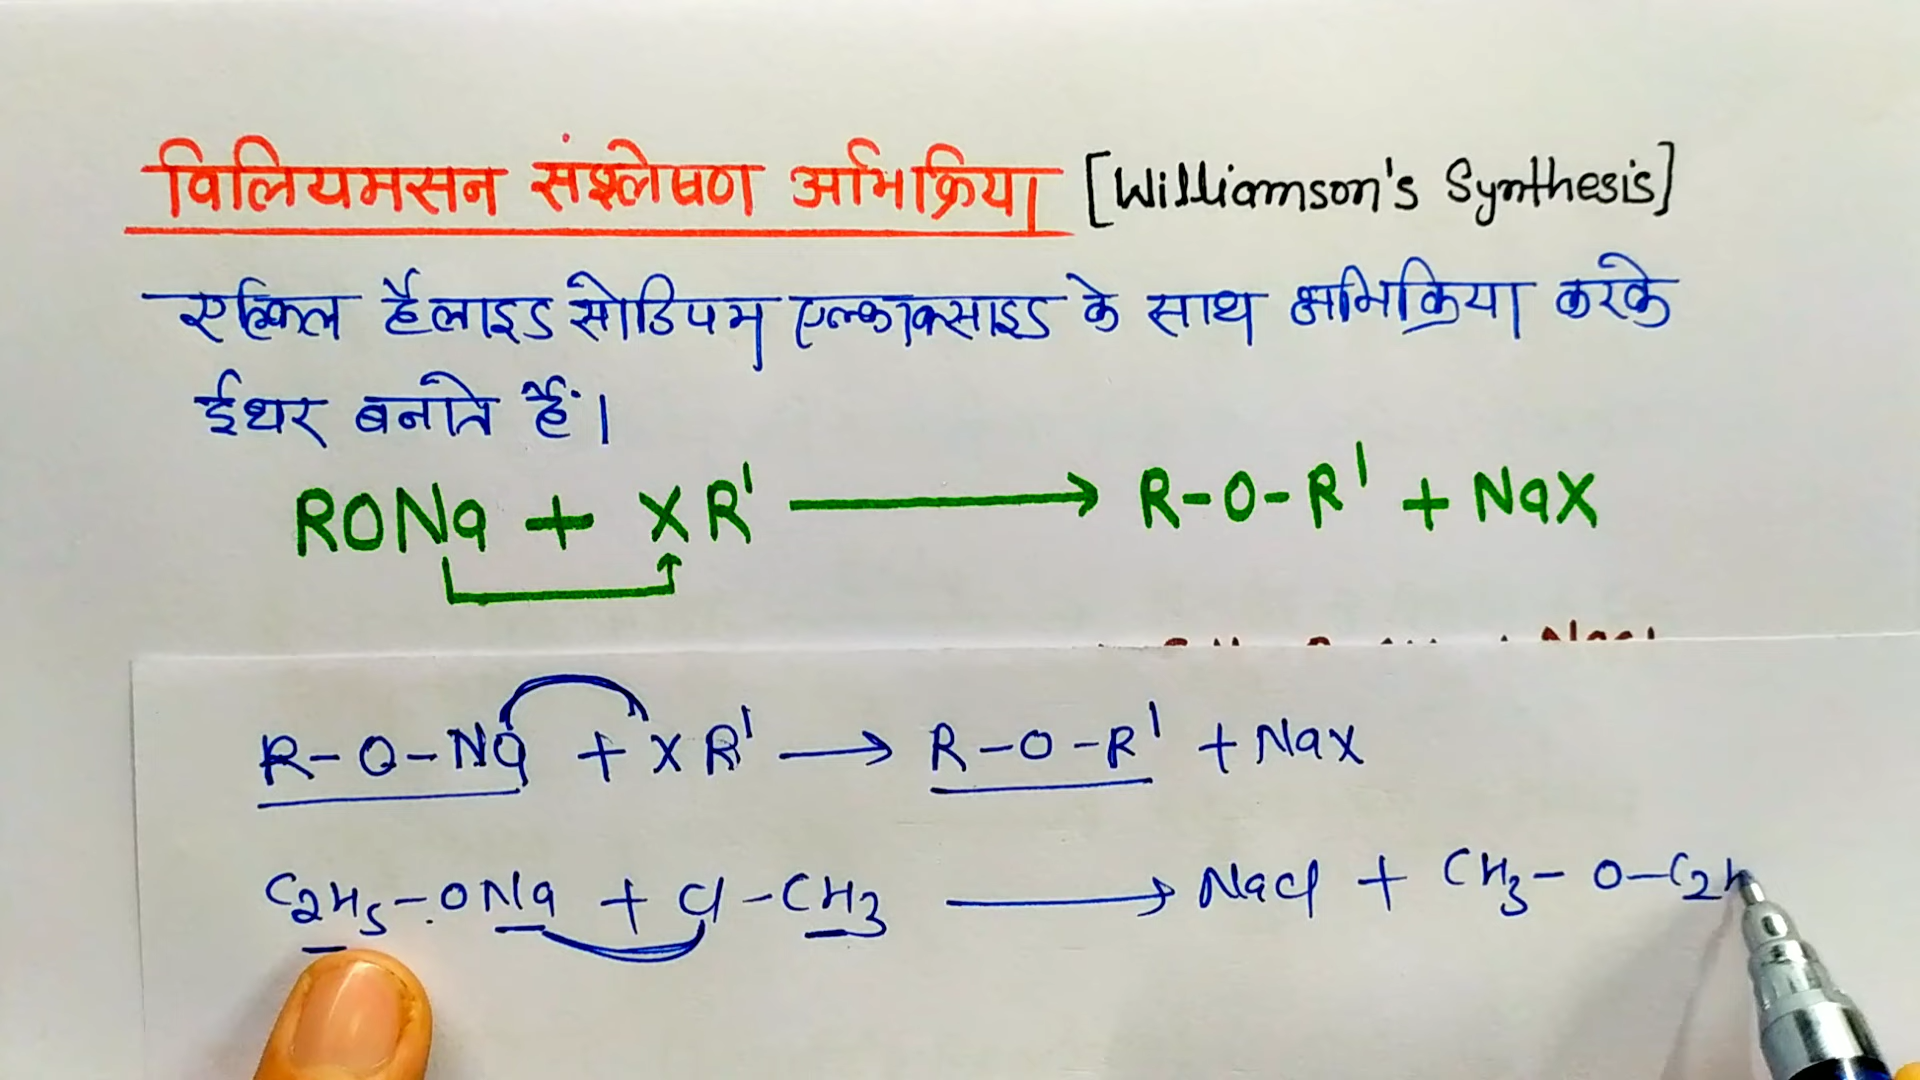 विलियमसन संश्लेषण अभिक्रिया [Williamson's Synthesis]
एल्किल हैलाइड सोडियम एल्कोक्साइड के साथ अभिक्रिया करके
ईथर बनाते हैं।
RONa + XR' ⟶ R-O-R' + NaX
R-O-Na + XR' ⟶ R-O-R' + NaX
C2H5-ONa + Cl-CH3 ⟶ NaCl + CH3-O-C2H